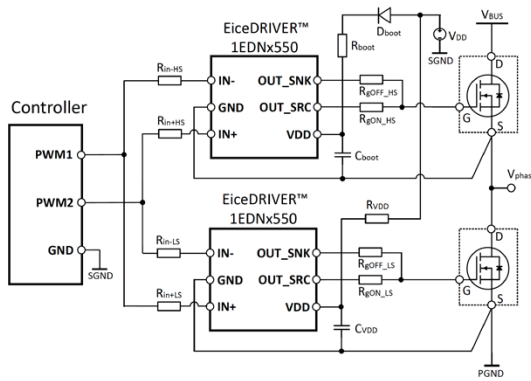 EiceDRIVER™
1EDNx550
Dboot
Rboot
VDD
SGND
VBUS
Rin-HS
IN-
OUT_SNK
RgOFF_HS
D
Controller
GND
OUT_SRC
RgON_HS
G
S
Rin+HS
IN+
VDD
Cboot
PWM1
Vphas
EiceDRIVER™
1EDNx550
RVDD
PWM2
D
Rin-LS
IN-
OUT_SNK
RgOFF_LS
GND
SGND
GND
OUT_SRC
RgON_LS
G
S
Rin+LS
IN+
VDD
CVDD
PGND